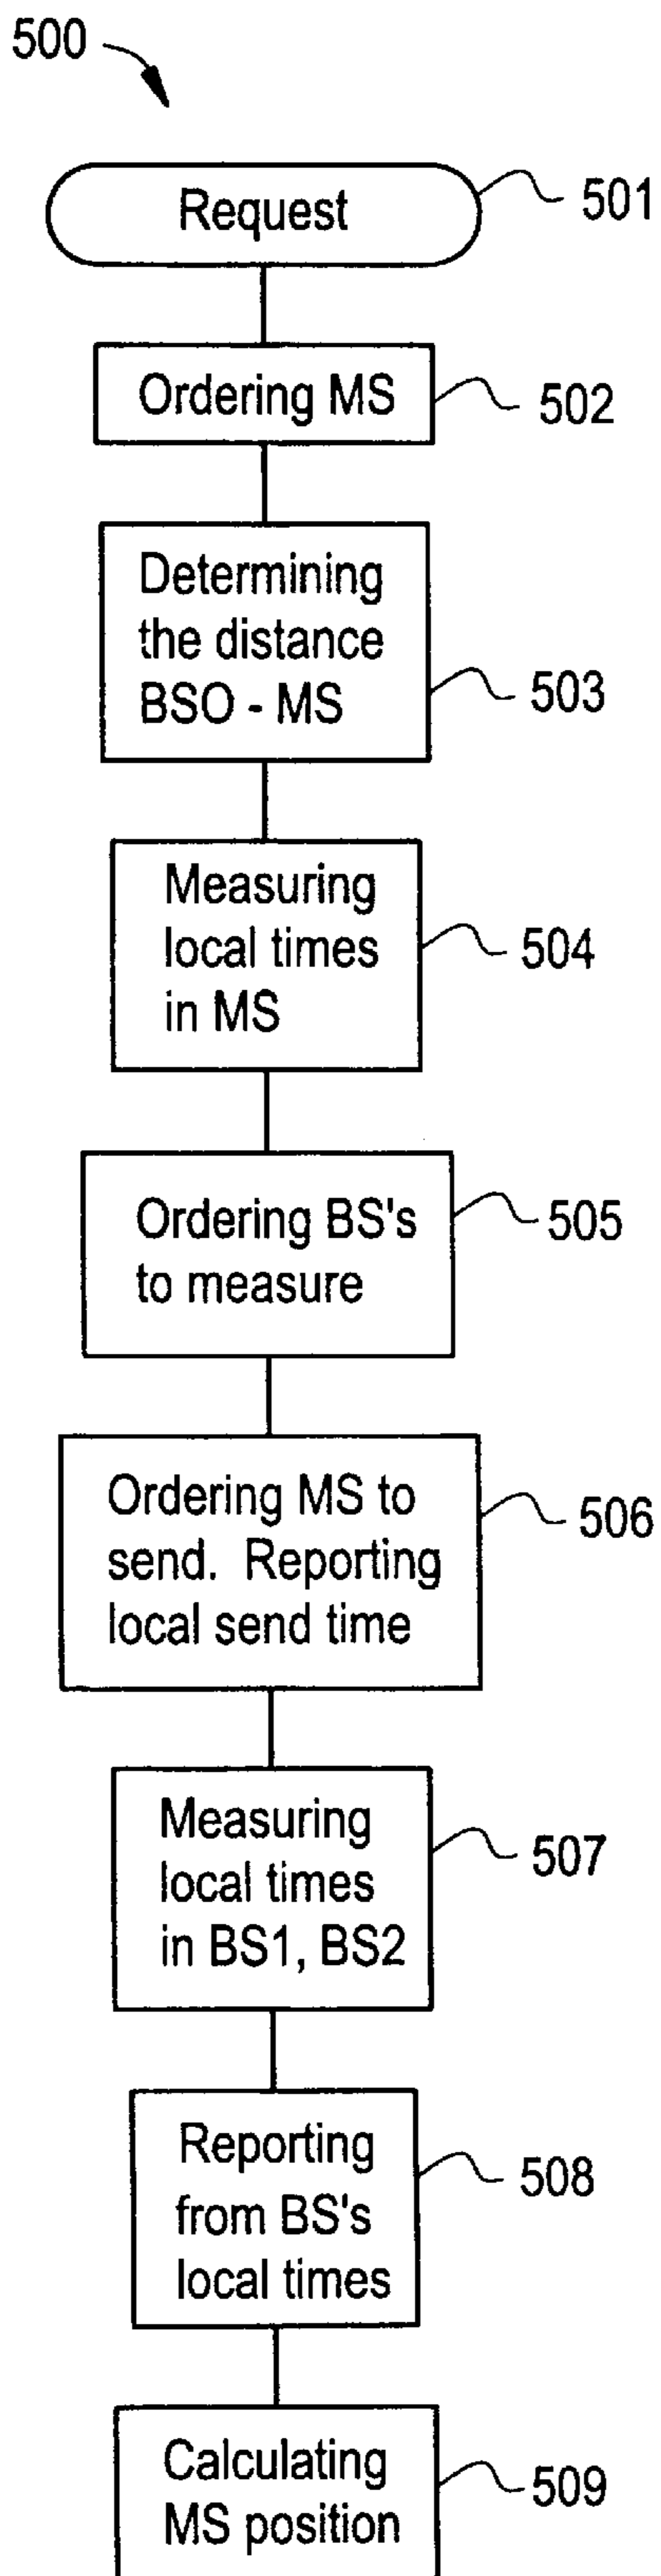 500
Request
501
Ordering MS
502
Determining
the distance
BSO - MS
503
Measuring
local times
in MS
504
Ordering BS's
to measure
505
Ordering MS to
send. Reporting
local send time
506
Measuring
local times
in BS1, BS2
507
Reporting
from BS's
local times
508
Calculating
MS position
509